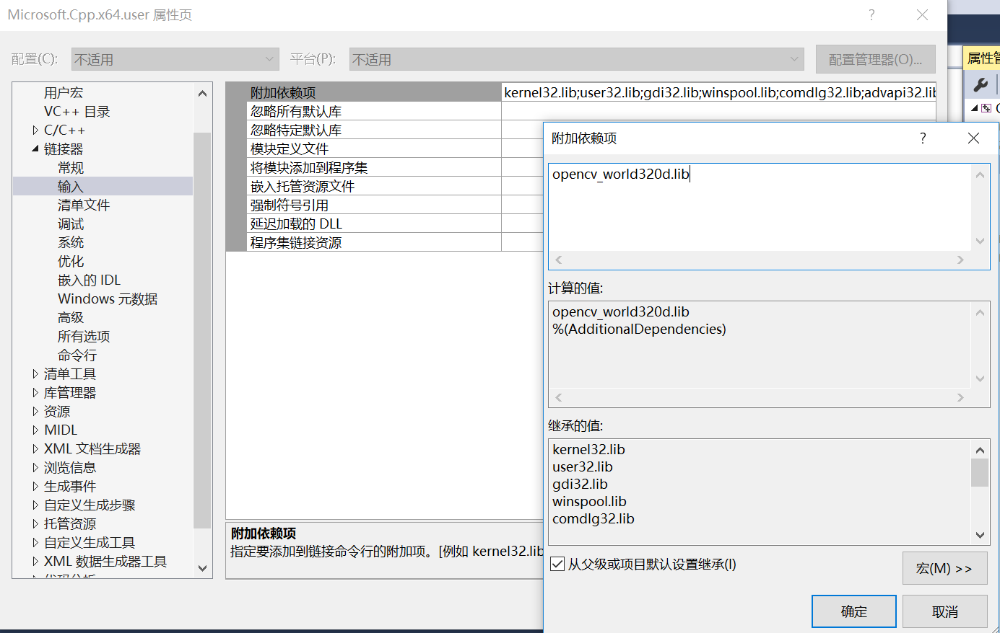 Microsoft.Cpp.x64.user 属性页
配置(C):
不适用
平台(P):
不适用
配置管理器(O)...
属性管
用户宏
VC++ 目录
C/C++
链接器
常规
输入
清单文件
调试
系统
优化
嵌入的 IDL
Windows 元数据
高级
所有选项
命令行
清单工具
库管理器
资源
MIDL
XML 文档生成器
浏览信息
生成事件
自定义生成步骤
托管资源
自定义生成工具
XML 数据生成器工具
代码分析
附加依赖项
kernel32.lib;user32.lib;gdi32.lib;winspool.lib;comdlg32.lib;advapi32.lib
忽略所有默认库
忽略特定默认库
模块定义文件
将模块添加到程序集
嵌入托管资源文件
强制符号引用
延迟加载的 DLL
程序集链接资源
附加依赖项
指定要添加到链接命令行的附加项。[例如 kernel32.lib
附加依赖项
opencv_world320d.lib
计算的值:
opencv_world320d.lib
%(AdditionalDependencies)
继承的值:
kernel32.lib
user32.lib
gdi32.lib
winspool.lib
comdlg32.lib
从父级或项目默认设置继承(I)
宏(M) >>
确定
取消